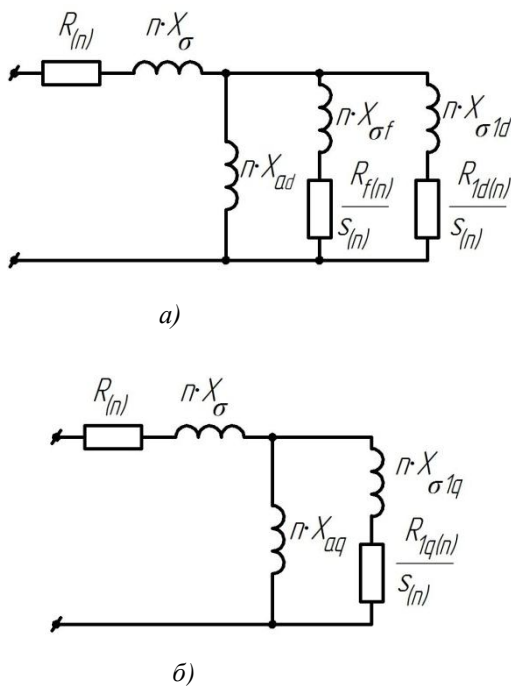 R(n)
n·Xσ
n·Xad
n·Xσf
Rf(n)
s(n)
n·Xσ1d
R1d(n)
s(n)
а)
R(n)
n·Xσ
n·Xaq
n·Xσ1q
R1q(n)
s(n)
б)